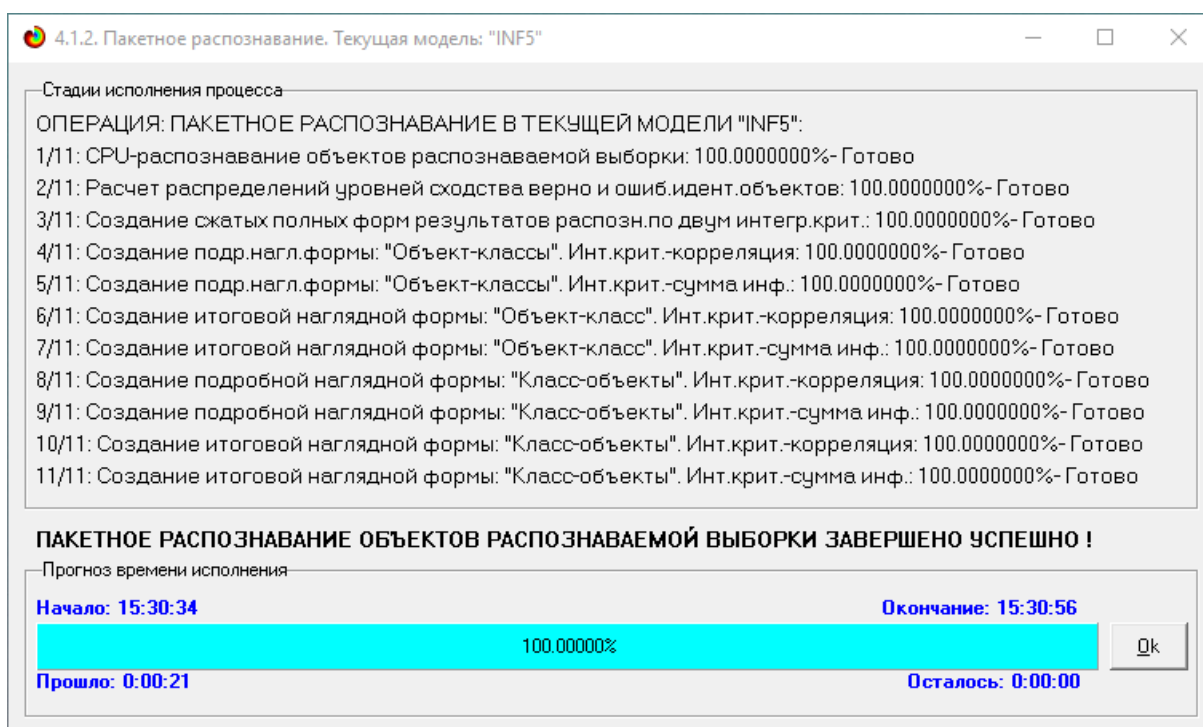 4.1.2. Пакетное распознавание. Текущая модель: "INF5"
Стадии исполнения процесса
ОПЕРАЦИЯ: ПАКЕТНОЕ РАСПОЗНАВАНИЕ В ТЕКУЩЕЙ МОДЕЛИ "INF5":
1/11: CPU-распознавание объектов распознаваемой выборки: 100.0000000%- Готово
2/11: Расчет распределений уровней сходства верно и ошиб.идент.объектов: 100.0000000%- Готово
3/11: Создание сжатых полных форм результатов распозн.по двум интегр.крит.: 100.0000000%- Готово
4/11: Создание подр.нагл.формы: "Объект-классы". Инт.крит.-корреляция: 100.0000000%- Готово
5/11: Создание подр.нагл.формы: "Объект-классы". Инт.крит.-сумма инф.: 100.0000000%- Готово
6/11: Создание итоговой наглядной формы: "Объект-класс". Инт.крит.-корреляция: 100.0000000%- Готово
7/11: Создание итоговой наглядной формы: "Объект-класс". Инт.крит.-сумма инф.: 100.0000000%- Готово
8/11: Создание подробной наглядной формы: "Класс-объекты". Инт.крит.-корреляция: 100.0000000%- Готово
9/11: Создание подробной наглядной формы: "Класс-объекты". Инт.крит.-сумма инф.: 100.0000000%- Готово
10/11: Создание итоговой наглядной формы: "Класс-объекты". Инт.крит.-корреляция: 100.0000000%- Готово
11/11: Создание итоговой наглядной формы: "Класс-объекты". Инт.крит.-сумма инф.: 100.0000000%- Готово
ПАКЕТНОЕ РАСПОЗНАВАНИЕ ОБЪЕКТОВ РАСПОЗНАВАЕМОЙ ВЫБОРКИ ЗАВЕРШЕНО УСПЕШНО !
Прогноз времени исполнения
Начало: 15:30:34 Окончание: 15:30:56
100.00000% Ok
Прошло: 0:00:21 Осталось: 0:00:00